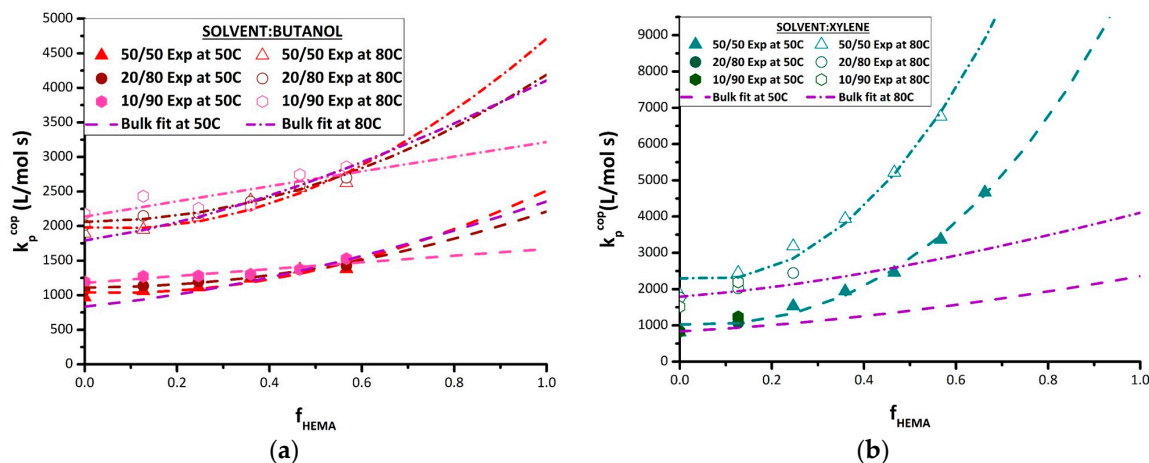 SOLVENT:BUTANOL
50/50 Exp at 50C 50/50 Exp at 80C
20/80 Exp at 50C 20/80 Exp at 80C
10/90 Exp at 50C 10/90 Exp at 80C
Bulk fit at 50C Bulk fit at 80C
5000
4500
4000
3500
3000
2500
2000
1500
1000
500
0
k_p^cop (L/mol s)
0.0 0.2 0.4 0.6 0.8 1.0
f_HEMA
(a)
SOLVENT:XYLENE
50/50 Exp at 50C 50/50 Exp at 80C
20/80 Exp at 50C 20/80 Exp at 80C
10/90 Exp at 50C 10/90 Exp at 80C
Bulk fit at 50C Bulk fit at 80C
9000
8000
7000
6000
5000
4000
3000
2000
1000
0
k_p^cop(L/mol s)
0.0 0.2 0.4 0.6 0.8 1.0
f_HEMA
(b)